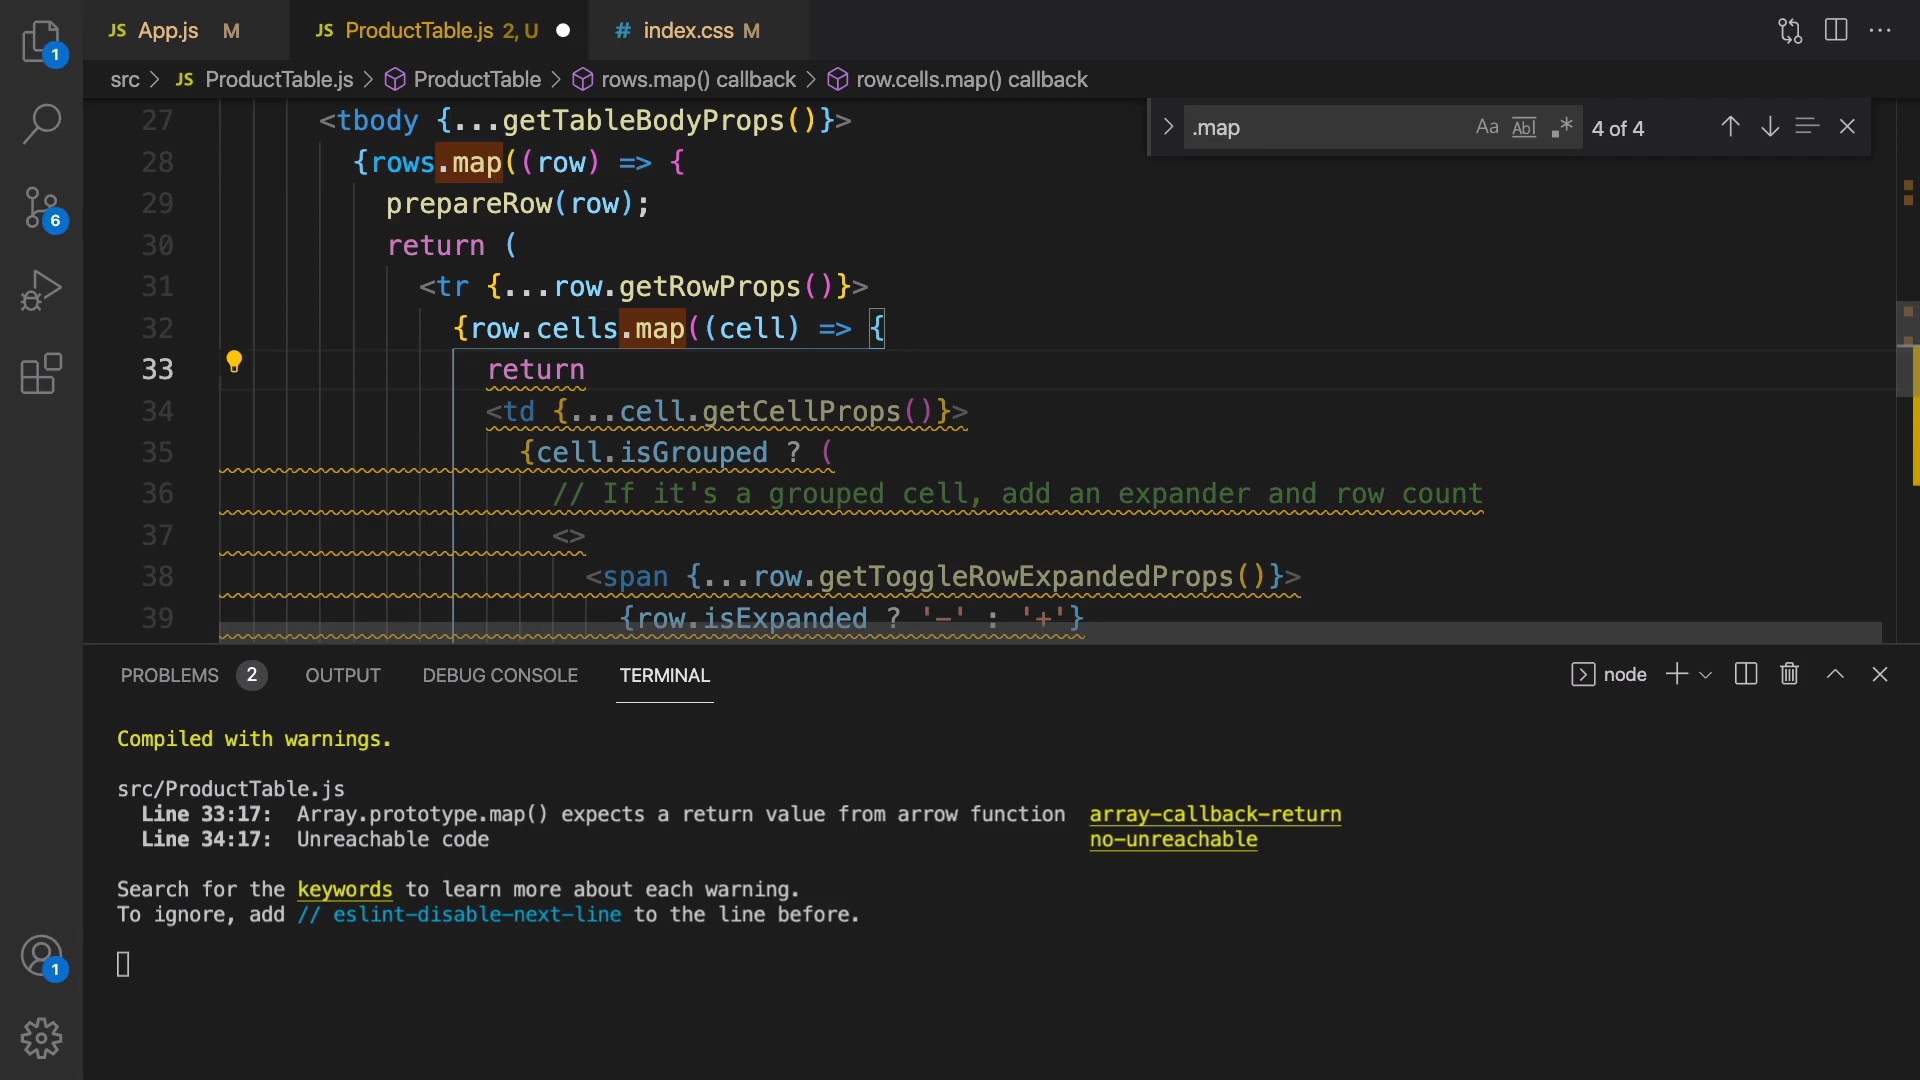 1
JS App.js M
JS ProductTable.js 2, U
# index.css M
src > JS ProductTable.js > ProductTable > rows.map() callback > row.cells.map() callback
.map Aa Abl .* 4 of 4
6
27 <tbody {...getTableBodyProps()}>
28 {rows.map((row) => {
29 prepareRow(row);
30 return (
31 <tr {...row.getRowProps()}>
32 {row.cells.map((cell) => {
33 return
34 <td {...cell.getCellProps()}>
35 {cell.isGrouped ? (
36 // If it's a grouped cell, add an expander and row count
37 <>
38 <span {...row.getToggleRowExpandedProps()}>
39 {row.isExpanded ? '-' : '+'}
PROBLEMS 2 OUTPUT DEBUG CONSOLE TERMINAL
node
Compiled with warnings.
src/ProductTable.js
Line 33:17: Array.prototype.map() expects a return value from arrow function array-callback-return
Line 34:17: Unreachable code no-unreachable
Search for the keywords to learn more about each warning.
To ignore, add // eslint-disable-next-line to the line before.
1